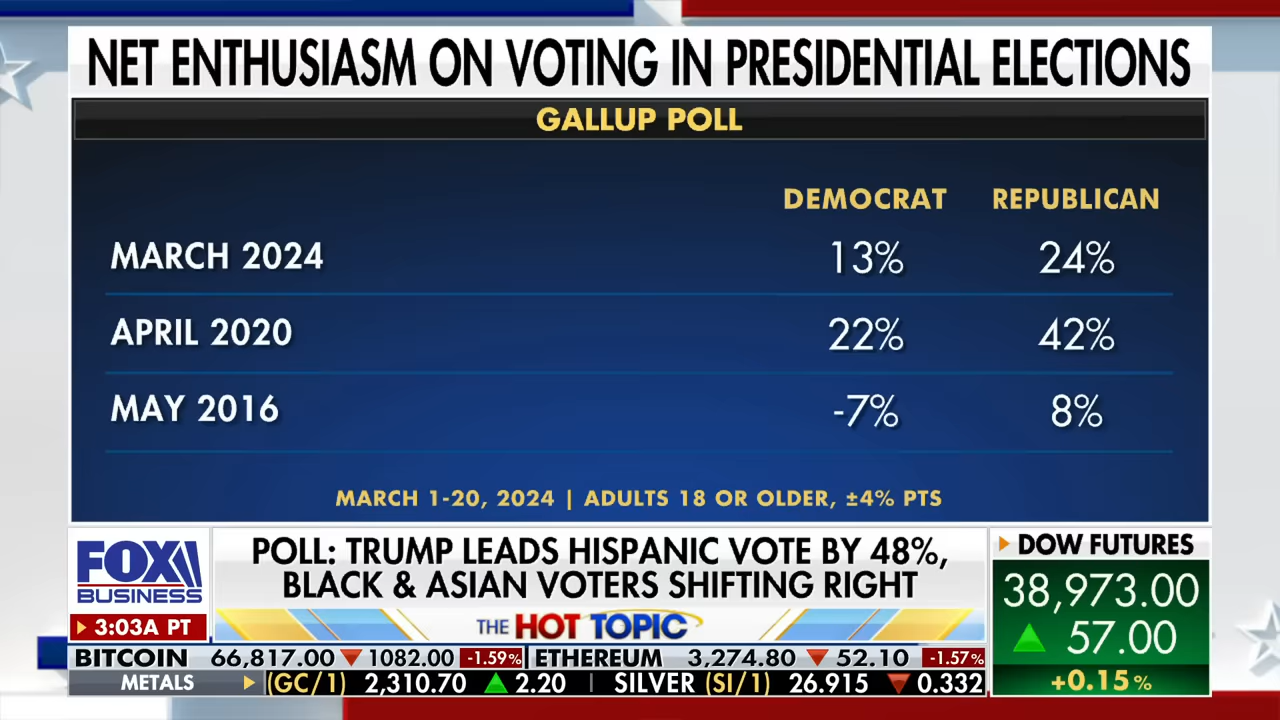 NET ENTHUSIASM ON VOTING IN PRESIDENTIAL ELECTIONS
GALLUP POLL
DEMOCRAT REPUBLICAN
MARCH 2024 13% 24%
APRIL 2020 22% 42%
MAY 2016 -7% 8%
MARCH 1-20, 2024 | ADULTS 18 OR OLDER, ±4% PTS
FOX BUSINESS
3:03A PT
POLL: TRUMP LEADS HISPANIC VOTE BY 48%,
BLACK & ASIAN VOTERS SHIFTING RIGHT
THE HOT TOPIC
DOW FUTURES
38,973.00
57.00
+0.15%
BITCOIN 66,817.00 1082.00 -1.59% ETHEREUM 3,274.80 52.10 -1.57%
METALS (GC/1) 2,310.70 2.20 | SILVER (SI/1) 26.915 0.332